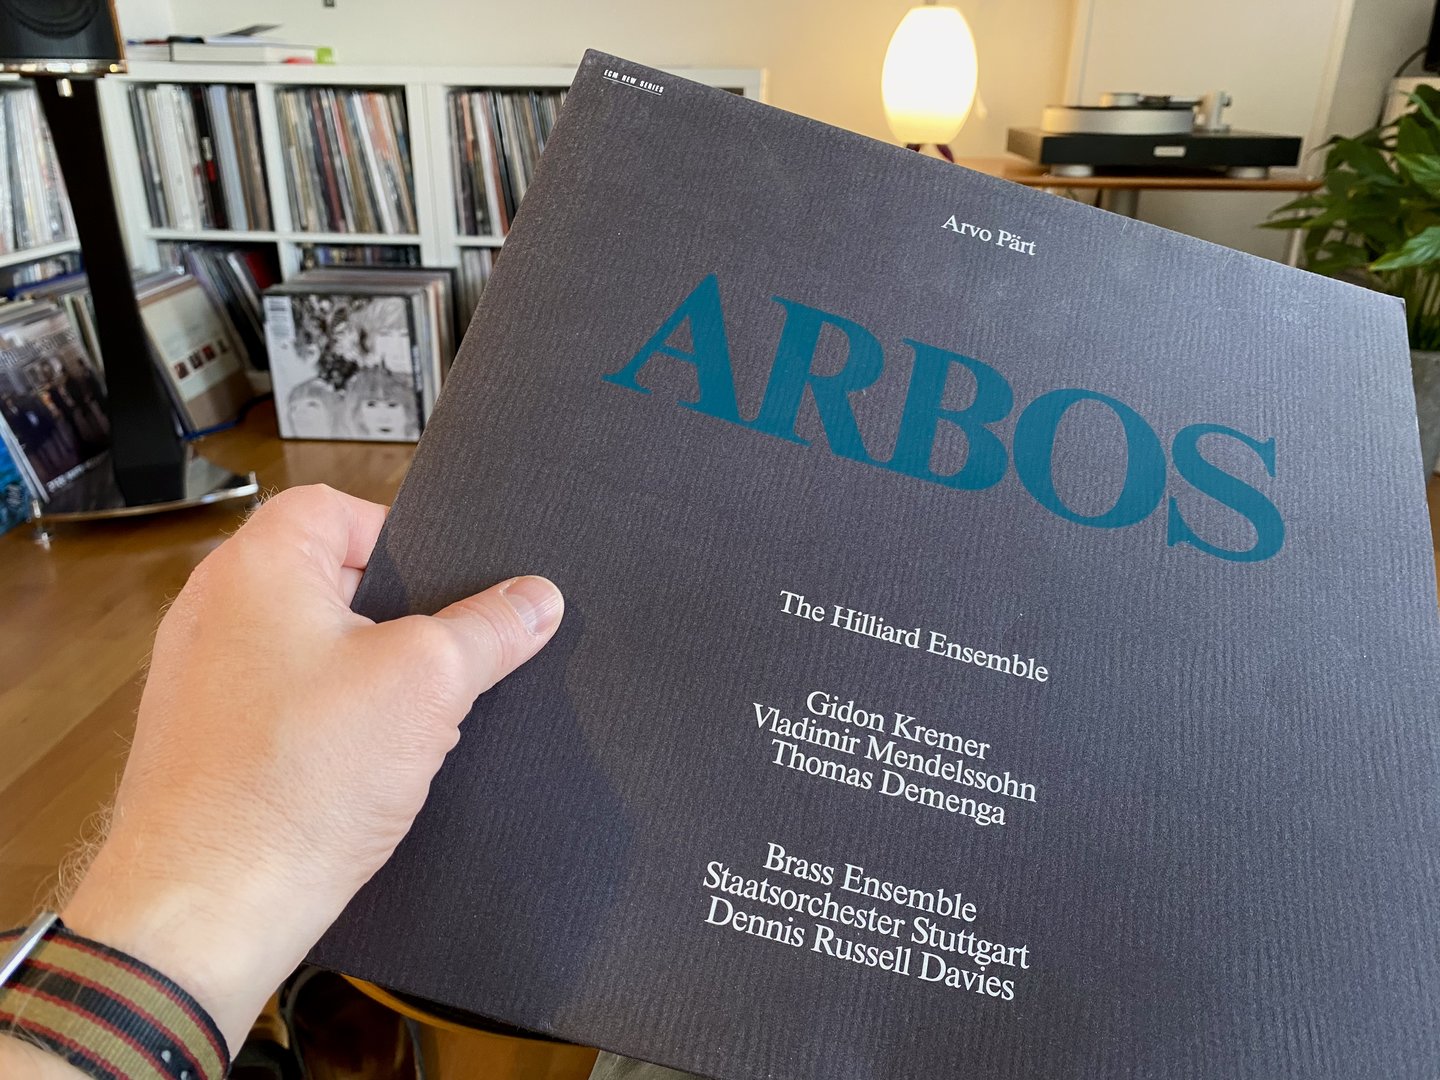 ECM NEW SERIES
Arvo Pärt
ARBOS
The Hilliard Ensemble
Gidon Kremer
Vladimir Mendelssohn
Thomas Demenga
Brass Ensemble
Staatsorchester Stuttgart
Dennis Russell Davies